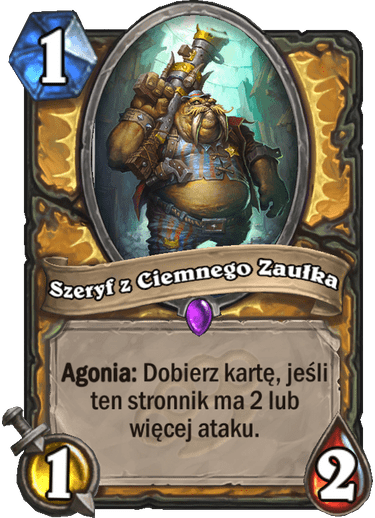 1
Szeryf z Ciemnego Zaułka
Agonia: Dobierz kartę, jeśli
ten stronnik ma 2 lub
więcej ataku.
1
2